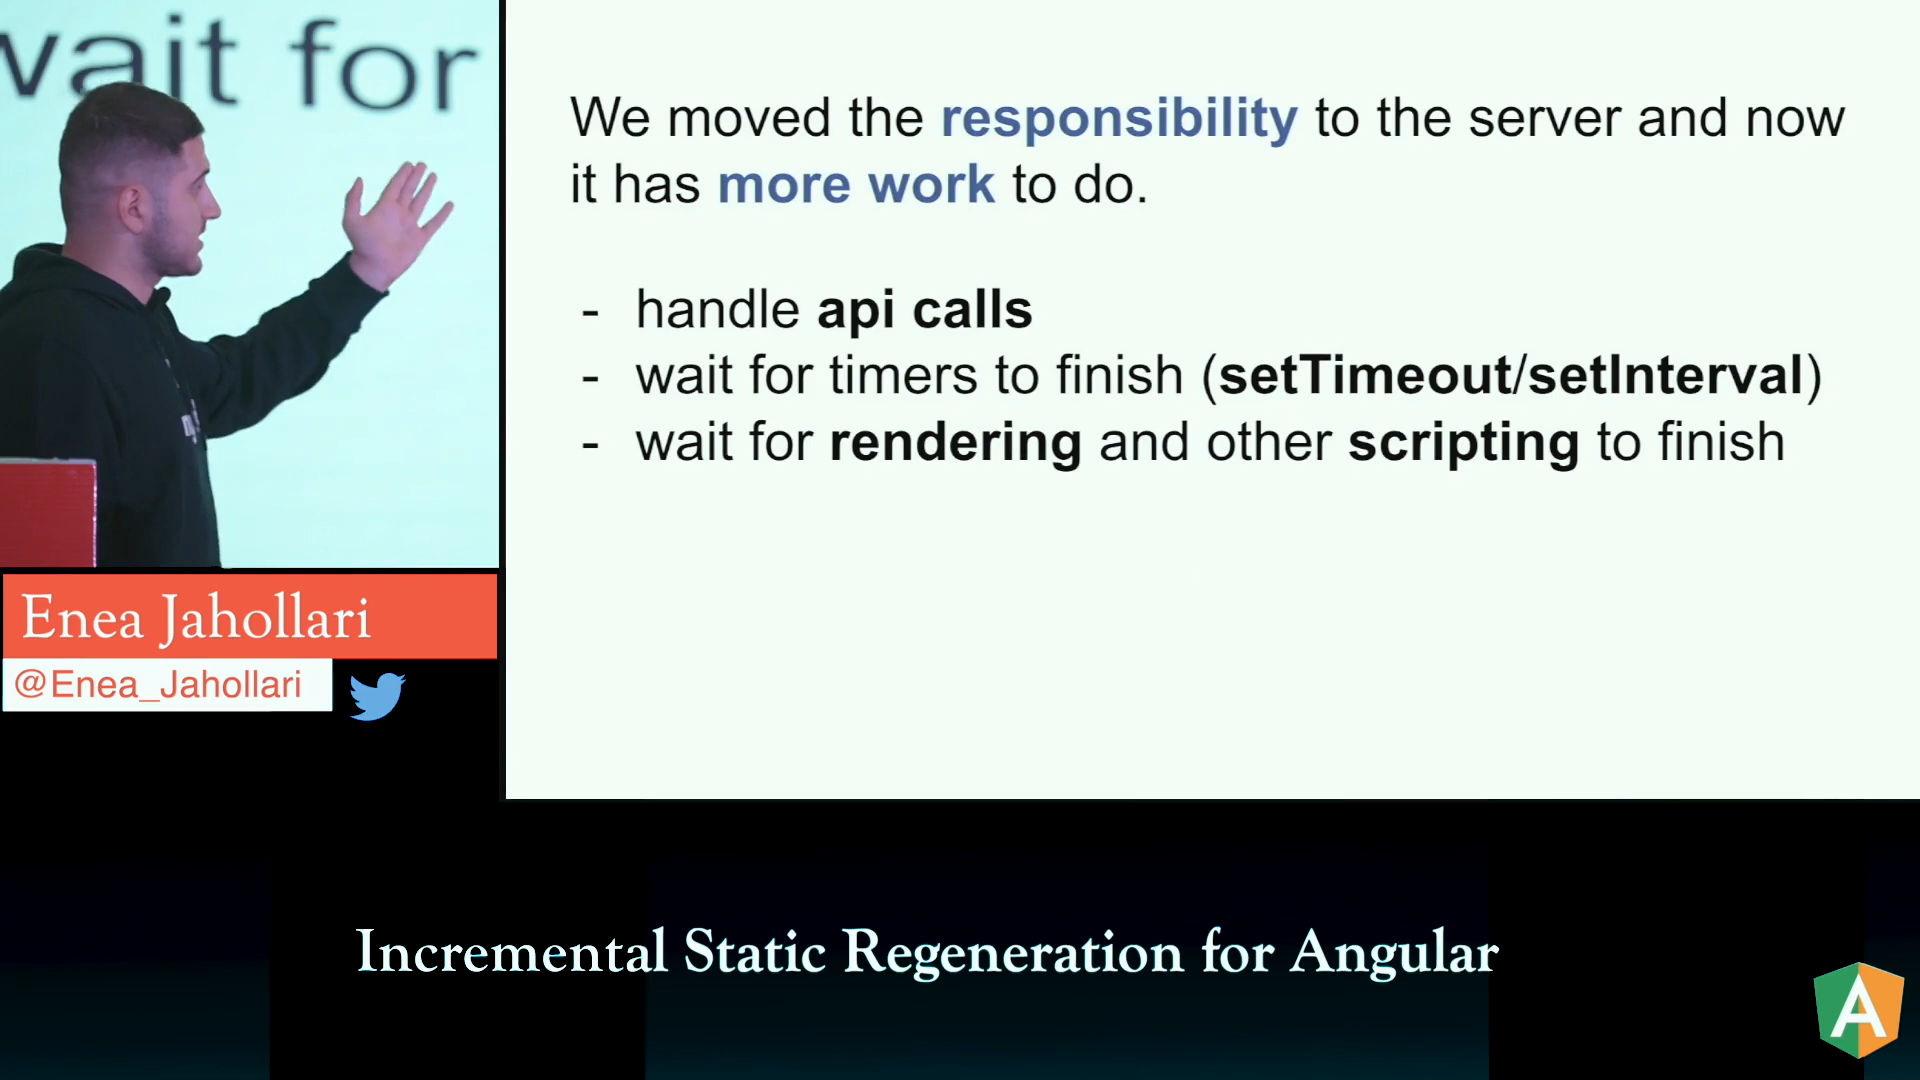 wait for
We moved the responsibility to the server and now
it has more work to do.
- handle api calls
- wait for timers to finish (setTimeout/setInterval)
- wait for rendering and other scripting to finish
Enea Jahollari
@Enea_Jahollari
Incremental Static Regeneration for Angular
A